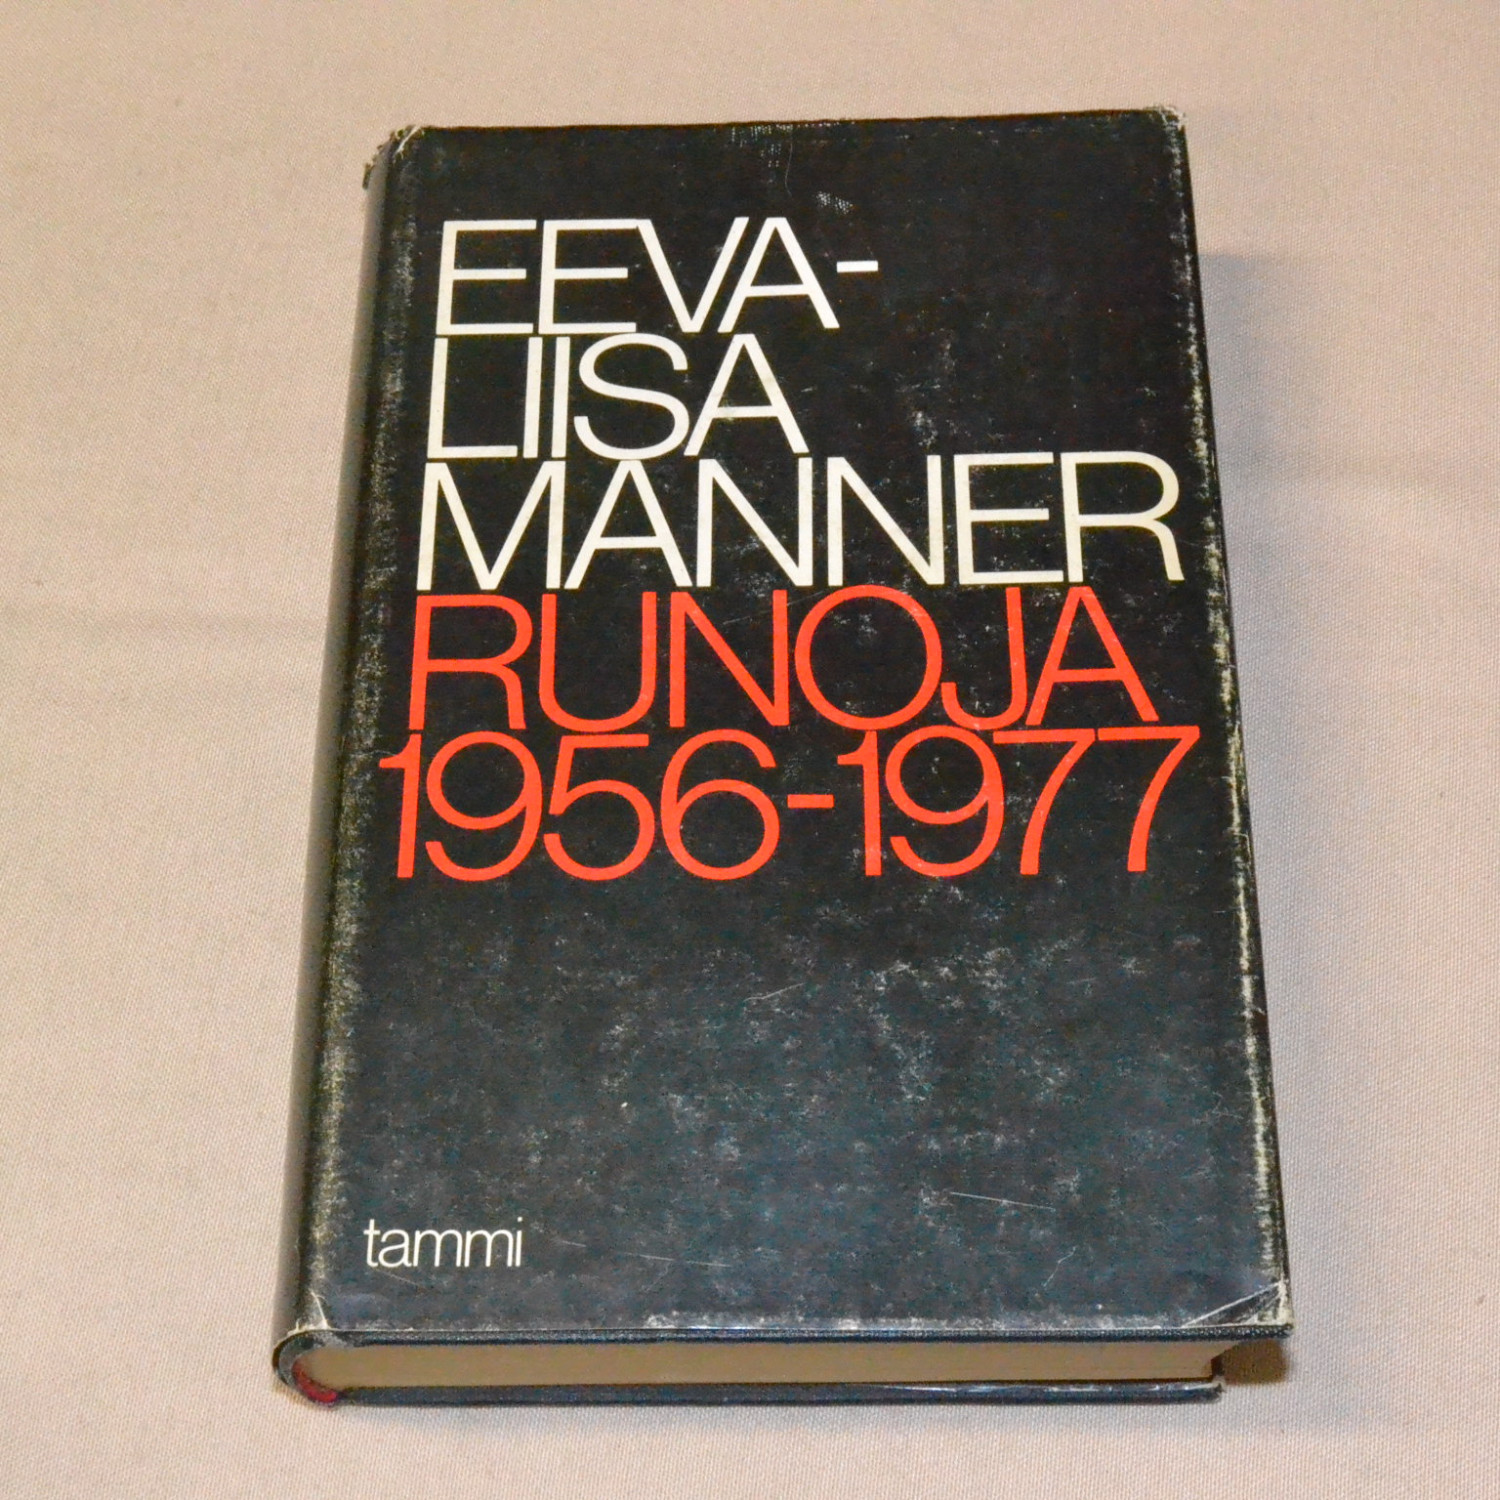 EEVA-
LIISA
MANNER
RUNOJA
1956-1977
tammi